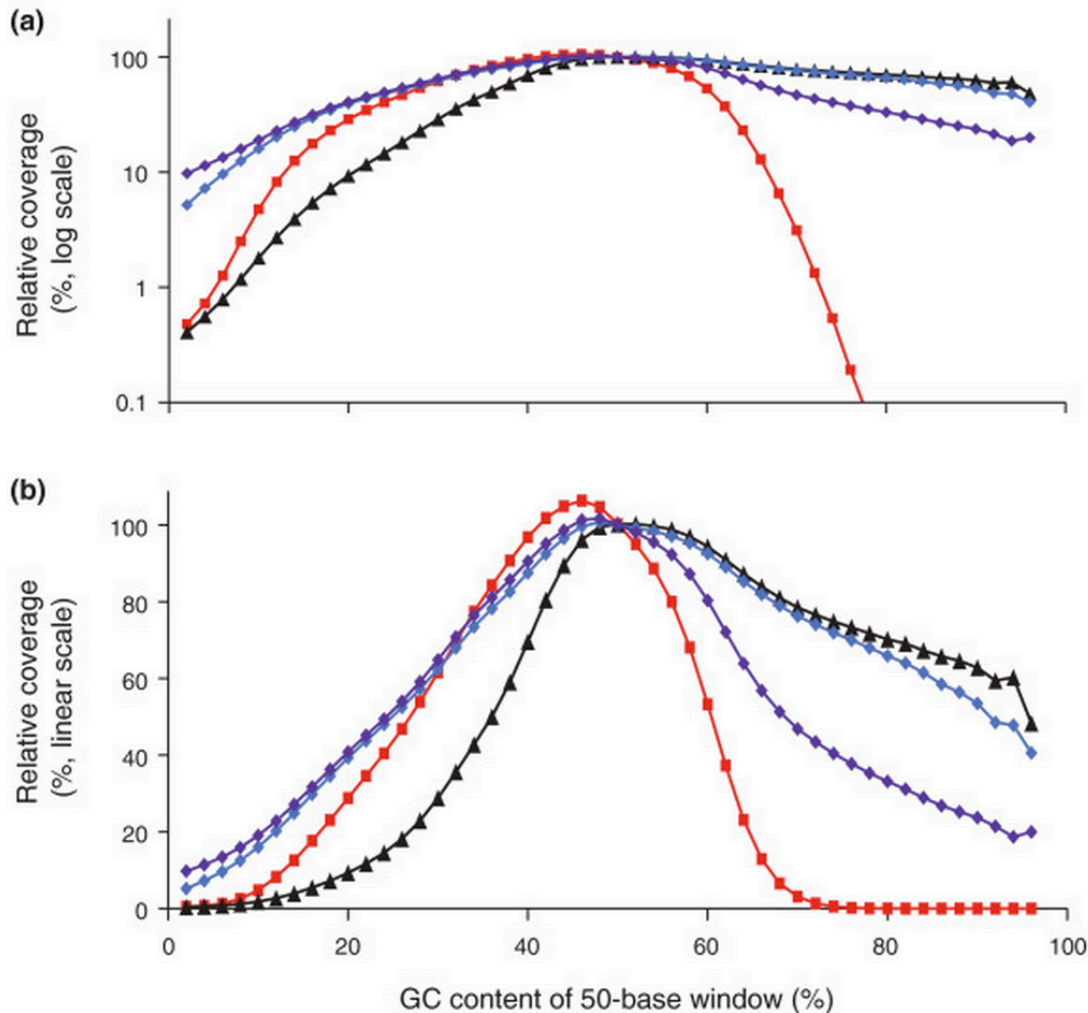 (a)
Relative coverage
(%, log scale)
100
10
1
0.1
(b)
Relative coverage
(%, linear scale)
100
80
60
40
20
0
0 20 40 60 80 100
GC content of 50-base window (%)